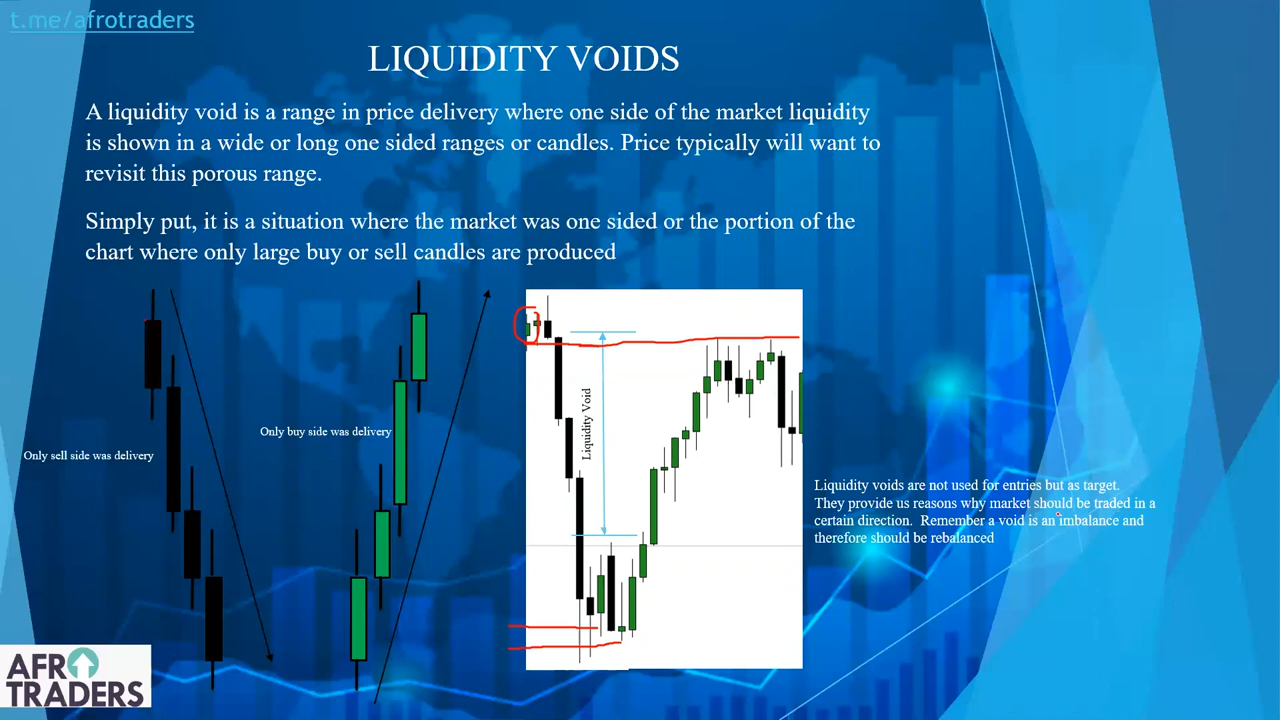 t.me/afrotraders
LIQUIDITY VOIDS
A liquidity void is a range in price delivery where one side of the market liquidity
is shown in a wide or long one sided ranges or candles. Price typically will want to
revisit this porous range.
Simply put, it is a situation where the market was one sided or the portion of the
chart where only large buy or sell candles are produced
Only sell side was delivery
Only buy side was delivery
Liquidity Void
Liquidity voids are not used for entries but as target.
They provide us reasons why market should be traded in a
certain direction. Remember a void is an imbalance and
therefore should be rebalanced
AFR
TRADERS